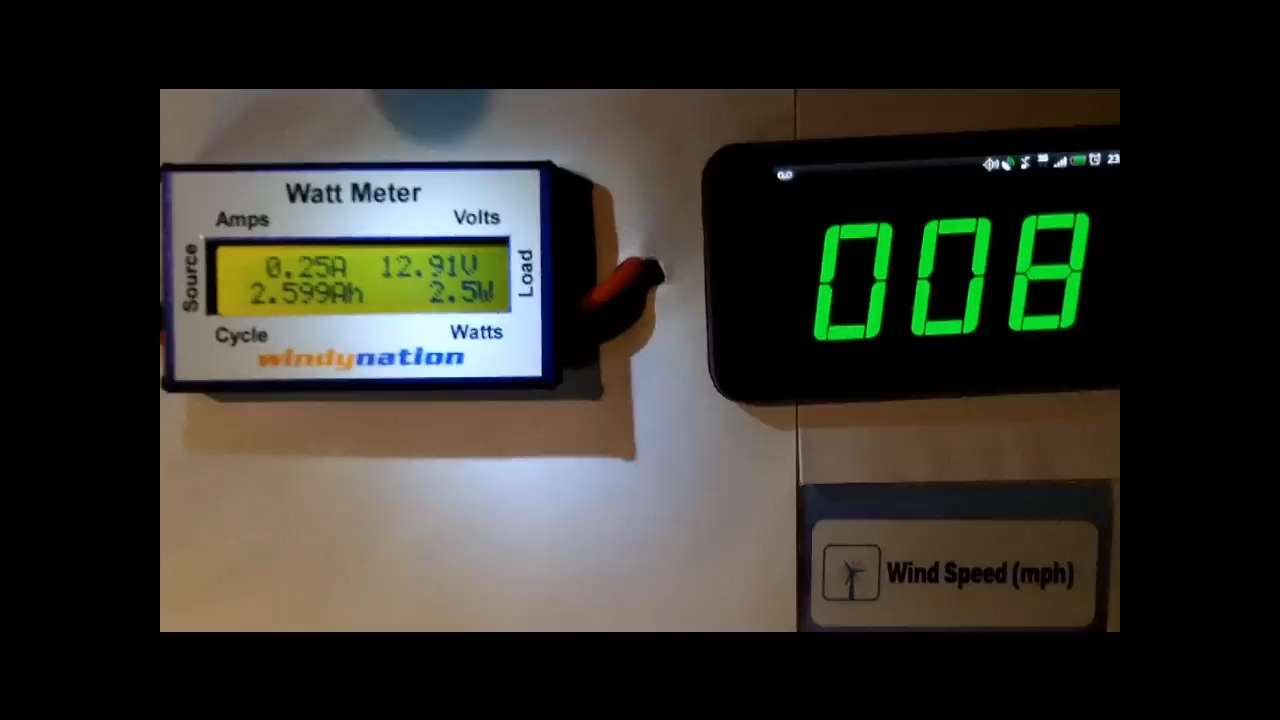 Watt Meter
Amps Volts
Source
0.25A 12.91V
2.599Ah 2.5W
Load
Cycle Watts
windynation
23
008
Wind Speed (mph)